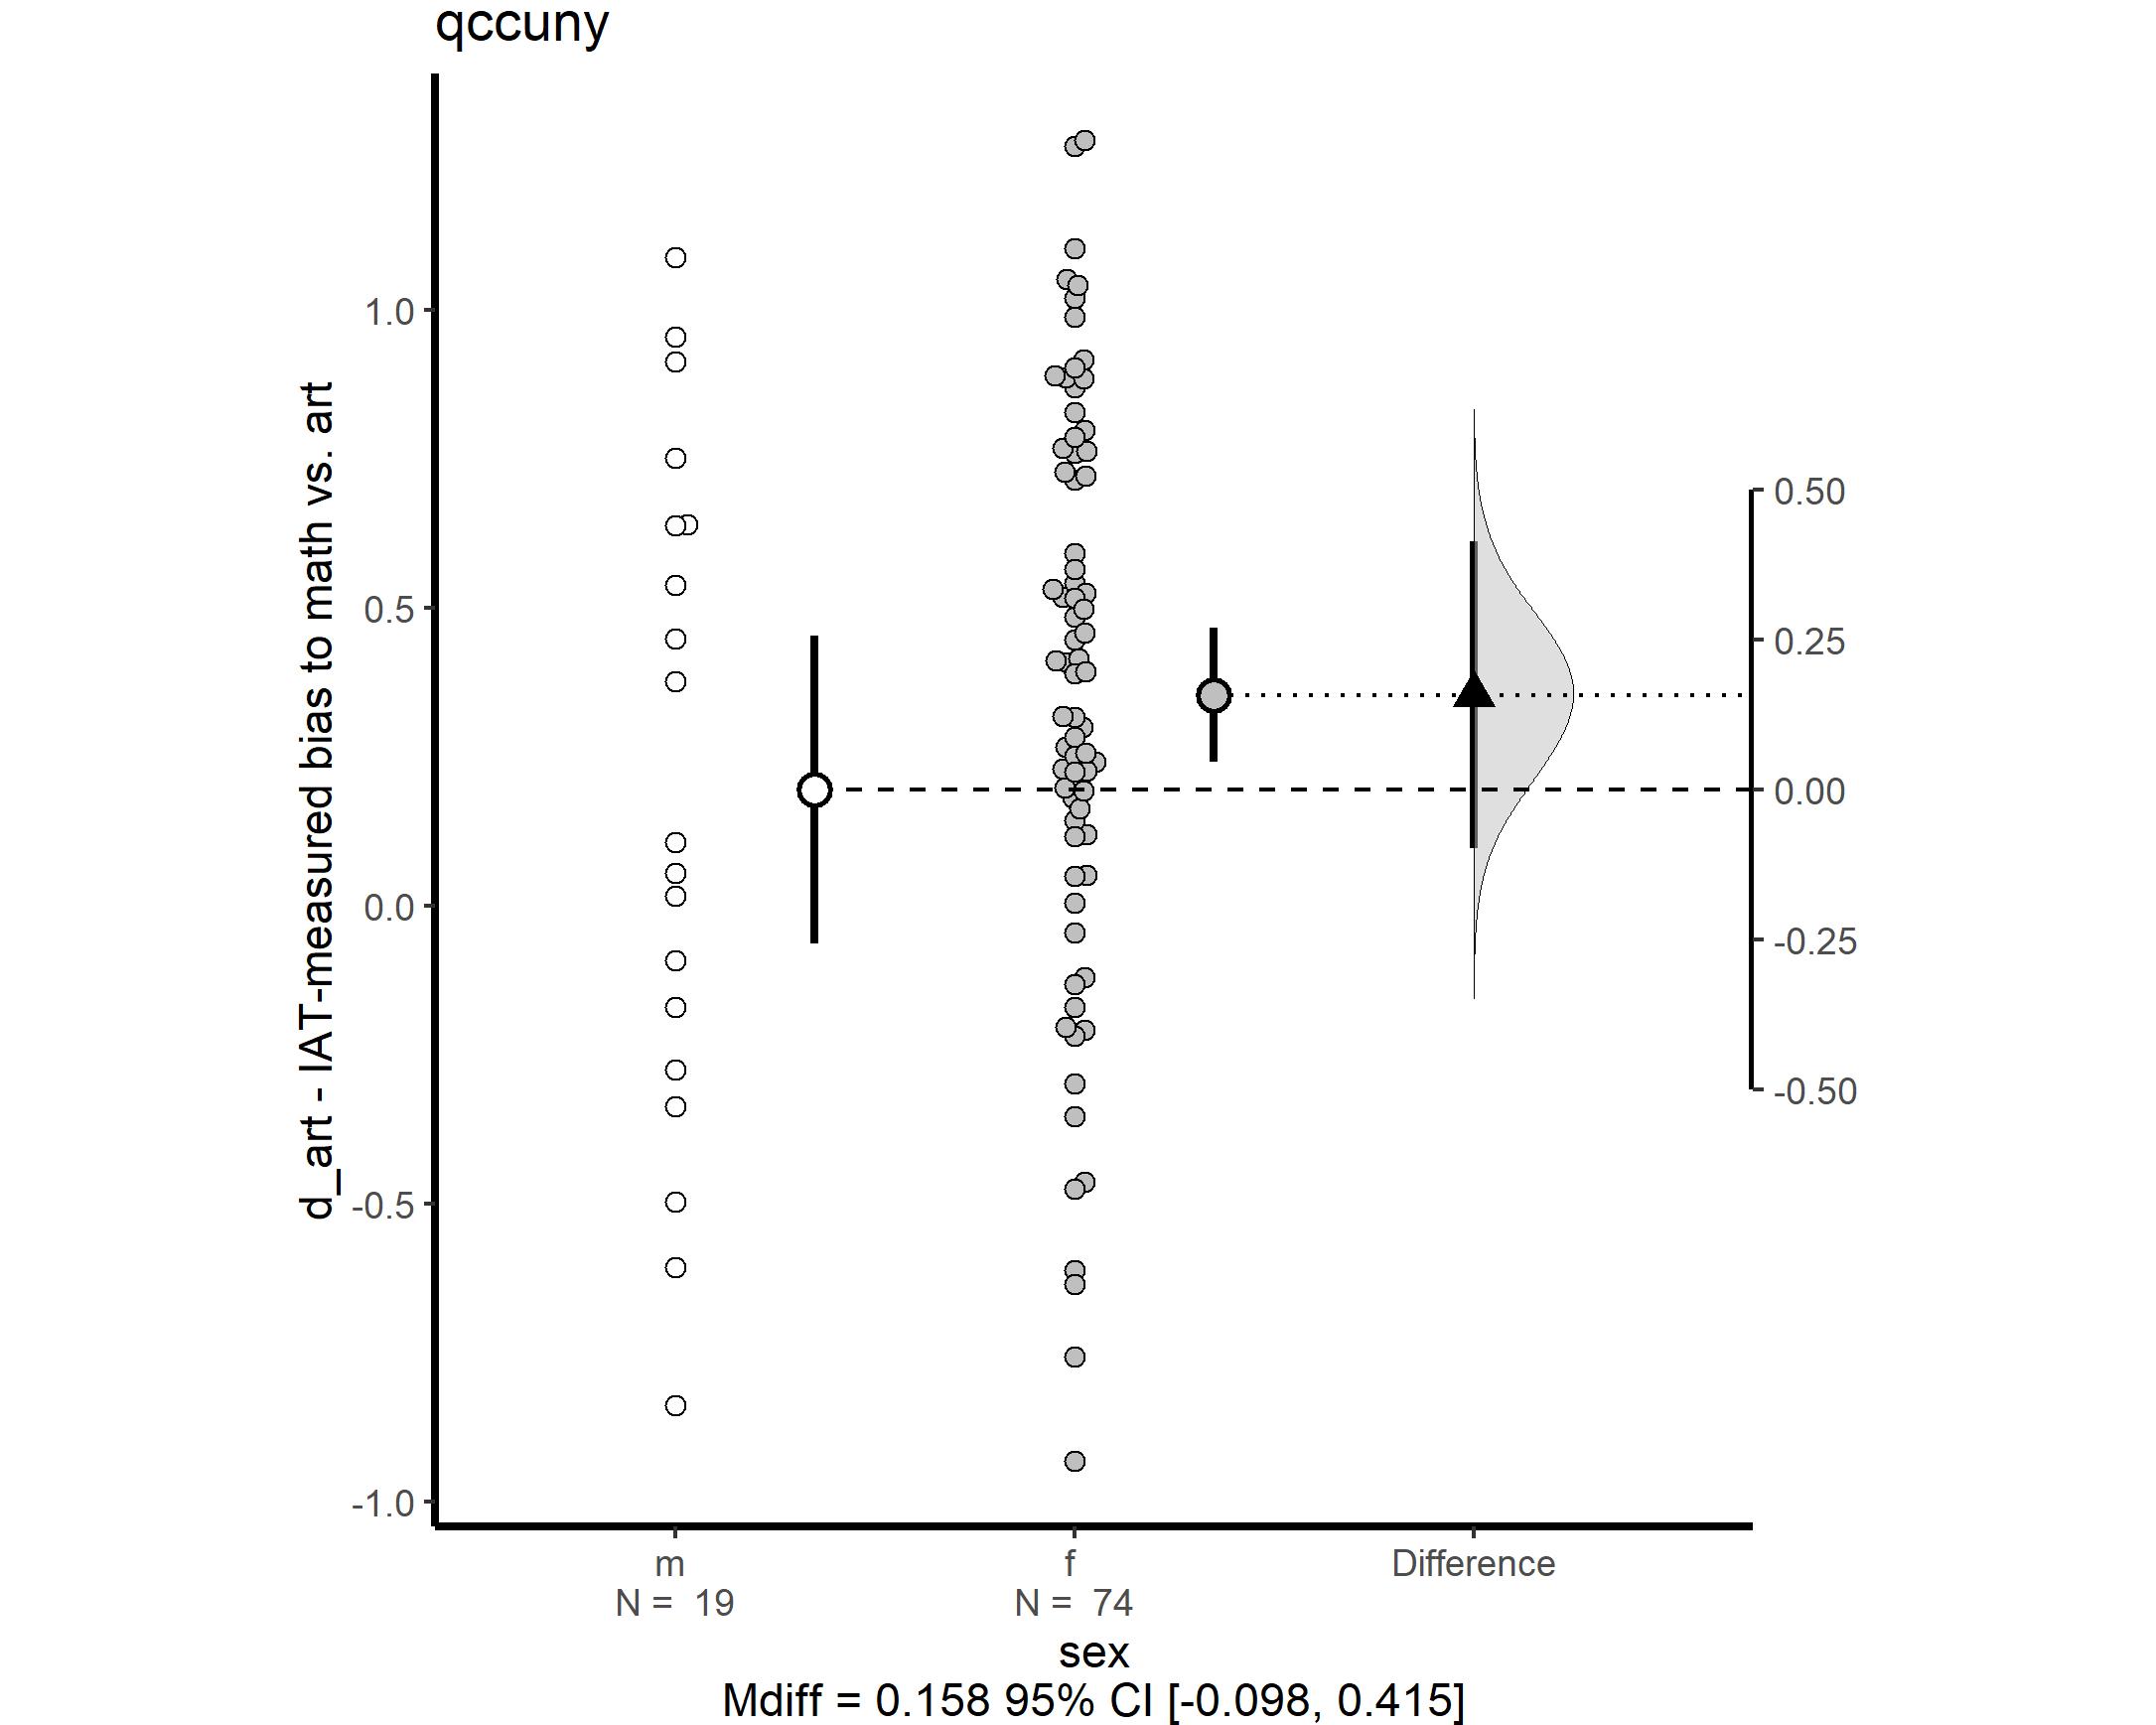 qccuny
d_art - IAT-measured bias to math vs. art
1.0
0.5
0.0
-0.5
-1.0
0.50
0.25
0.00
-0.25
-0.50
m
N =  19
f
N =  74
Difference
sex
Mdiff = 0.158 95% CI [-0.098, 0.415]